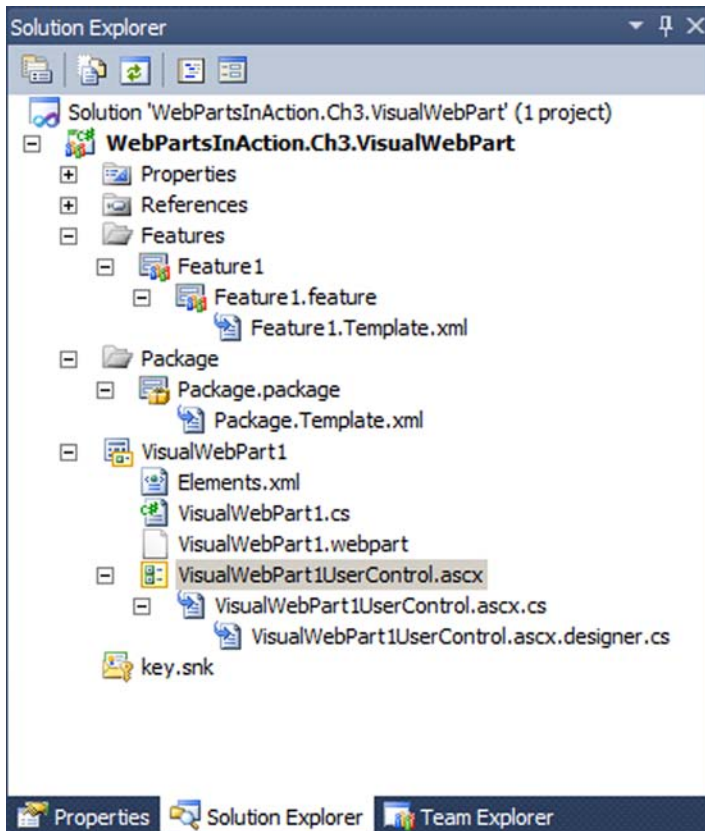 Solution Explorer
Solution 'WebPartsInAction.Ch3.VisualWebPart' (1 project)
WebPartsInAction.Ch3.VisualWebPart
Properties
References
Features
Feature1
Feature1.feature
Feature1.Template.xml
Package
Package.package
Package.Template.xml
VisualWebPart1
Elements.xml
VisualWebPart1.cs
VisualWebPart1.webpart
VisualWebPart1UserControl.ascx
VisualWebPart1UserControl.ascx.cs
VisualWebPart1UserControl.ascx.designer.cs
key.snk
Properties Solution Explorer Team Explorer